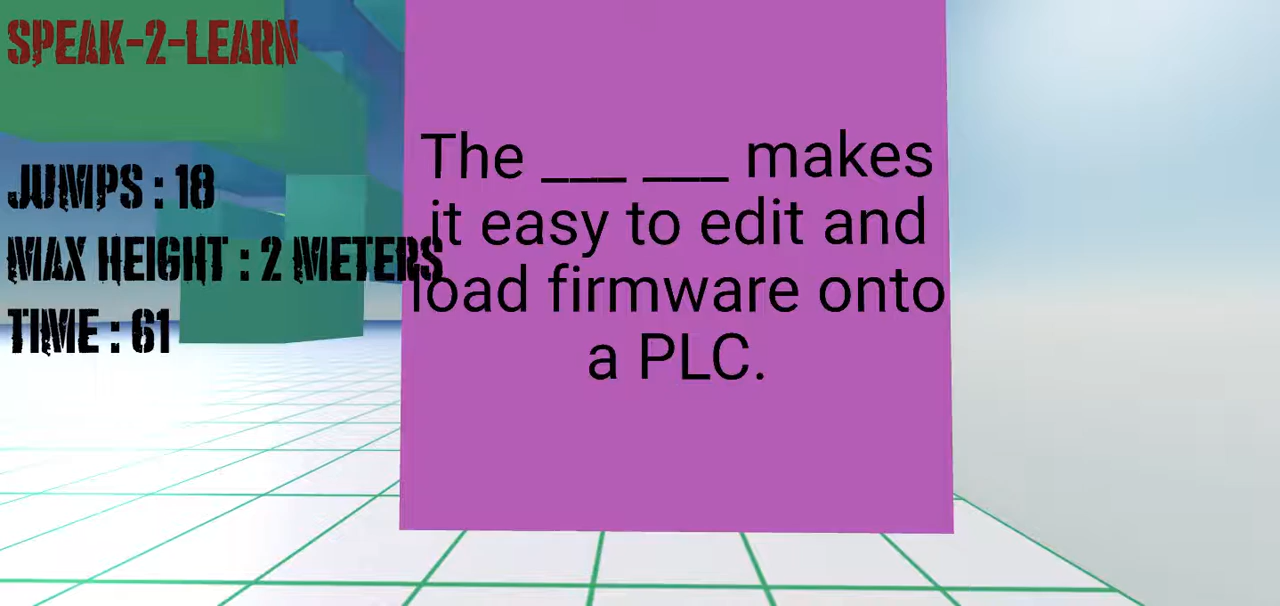 SPEAK-2-LEARN
JUMPS : 18
MAX HEIGHT : 2 METERS
TIME : 61
The ___ ___ makes
it easy to edit and
load firmware onto
a PLC.